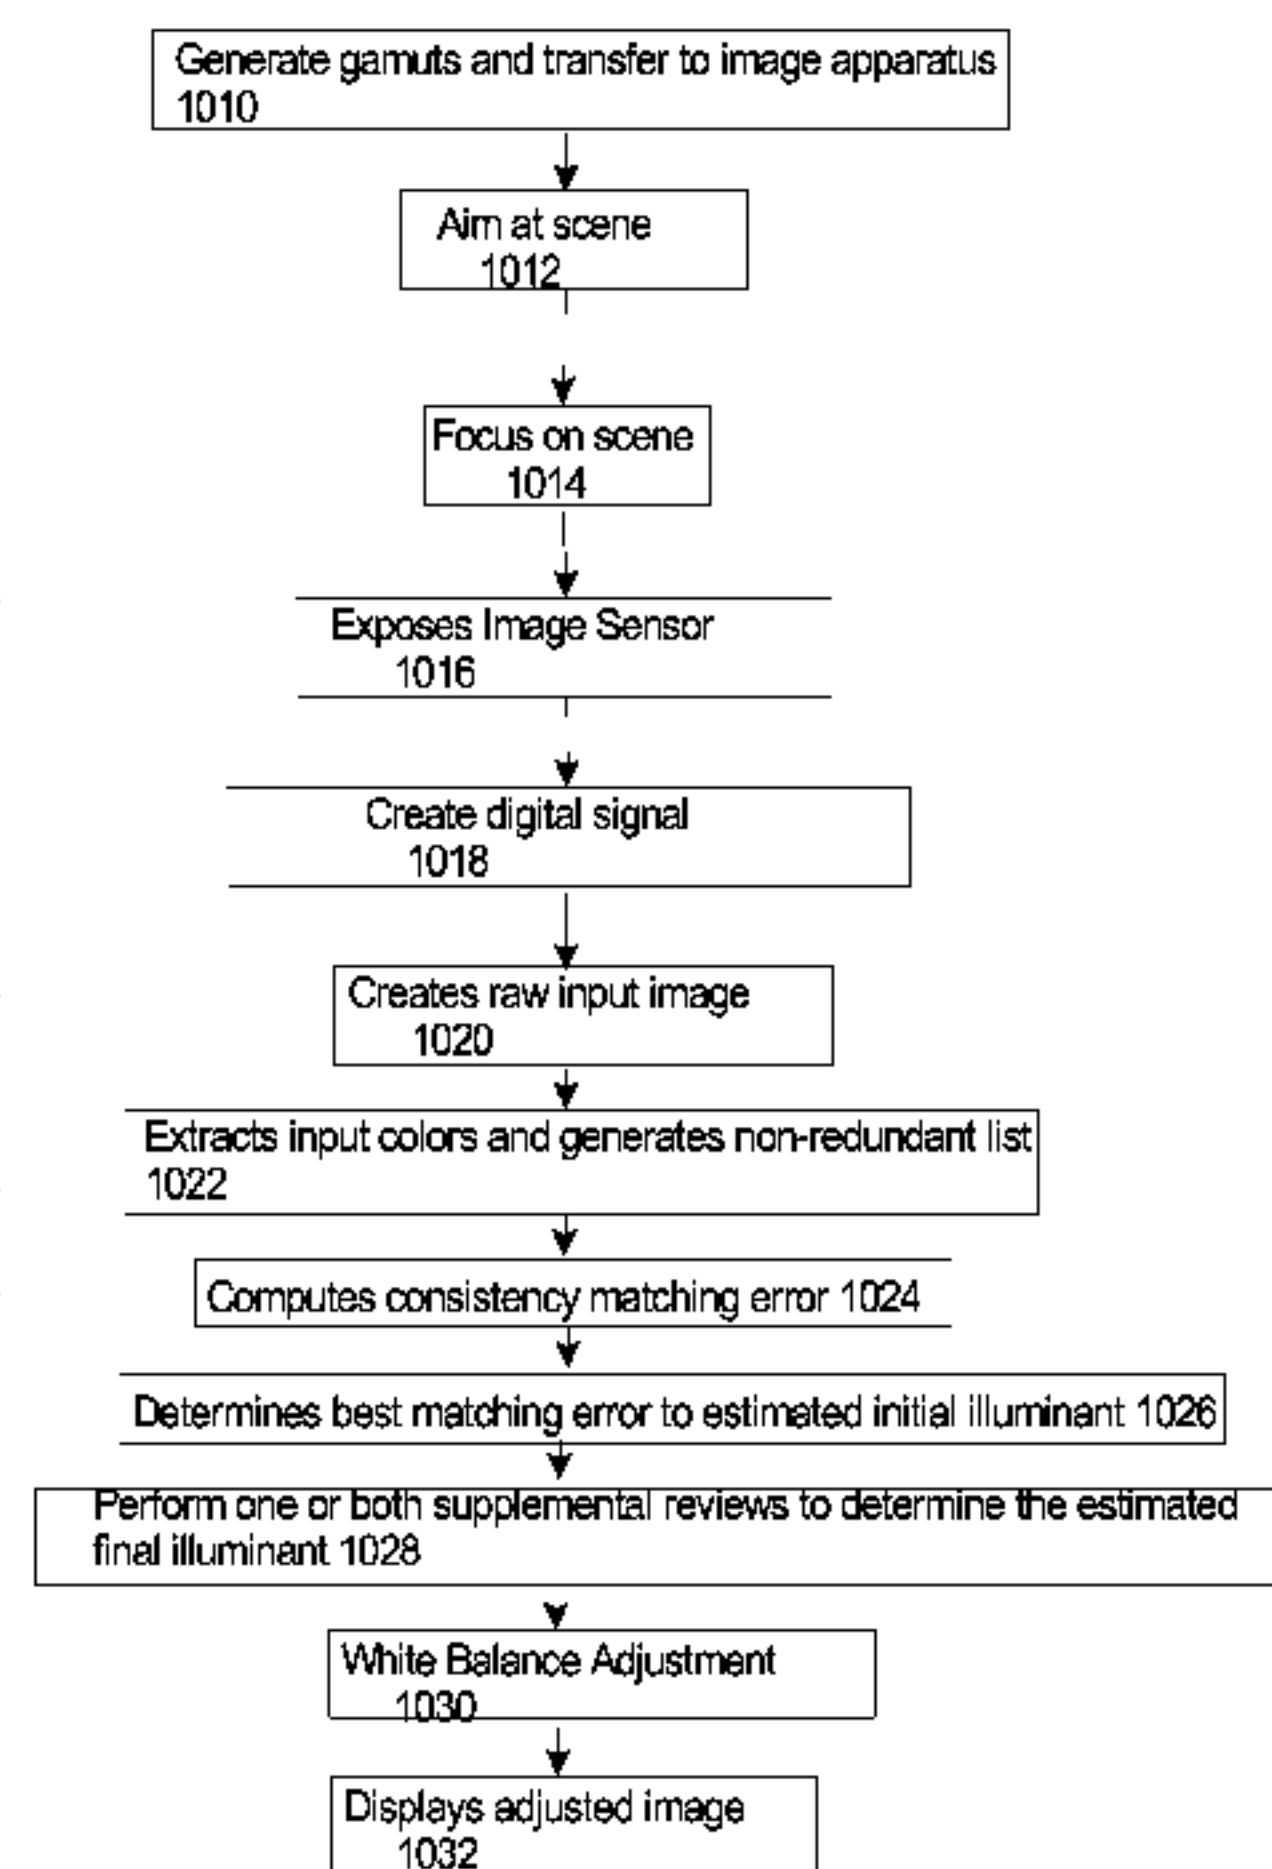 Generate gamuts and transfer to image apparatus
1010
Aim at scene
1012
Focus on scene
1014
Exposes Image Sensor
1016
Create digital signal
1018
Creates raw input image
1020
Extracts input colors and generates non-redundant list
1022
Computes consistency matching error 1024
Determines best matching error to estimated initial illuminant 1026
Perform one or both supplemental reviews to determine the estimated
final illuminant 1028
White Balance Adjustment
1030
Displays adjusted image
1032